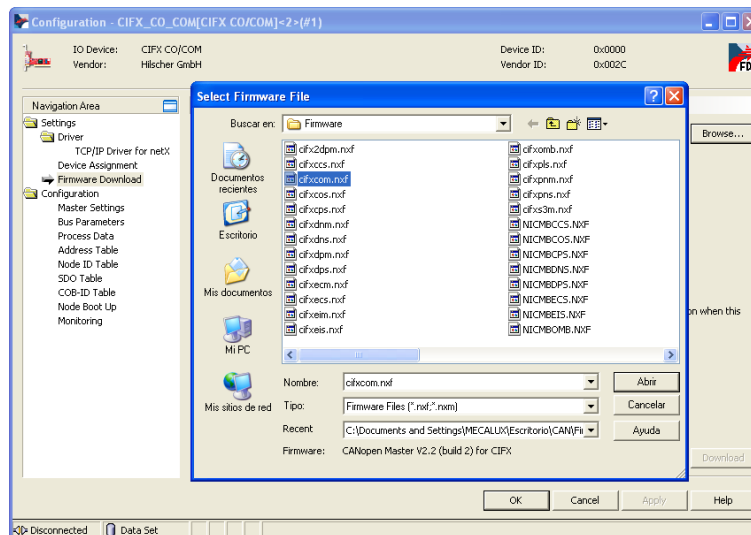 Configuration - CIFX_CO_COM[CIFX CO/COM]<2>(#1)
IO Device: CIFX CO/COM Device ID: 0x0000
Vendor: Hilscher GmbH Vendor ID: 0x002C
FD
Navigation Area
Settings
Driver
TCP/IP Driver for netX
Device Assignment
Firmware Download
Configuration
Master Settings
Bus Parameters
Process Data
Address Table
Node ID Table
SDO Table
COB-ID Table
Node Boot Up
Monitoring
Browse...
on when this
Download
Select Firmware File
Buscar en: Firmware
Documentos recientes
Escritorio
Mis documentos
Mi PC
Mis sitios de red
cifx2dpm.nxf
cifxccs.nxf
cifxcom.nxf
cifxcos.nxf
cifxcps.nxf
cifxdnm.nxf
cifxdns.nxf
cifxdpm.nxf
cifxdps.nxf
cifxecm.nxf
cifxecs.nxf
cifxeim.nxf
cifxeis.nxf
cifxomb.nxf
cifxpls.nxf
cifxpnm.nxf
cifxpns.nxf
cifxs3m.nxf
NICMBCCS.NXF
NICMBCOS.NXF
NICMBCPS.NXF
NICMBDNS.NXF
NICMBDPS.NXF
NICMBECS.NXF
NICMBEIS.NXF
NICMBOMB.NXF
Nombre: cifxcom.nxf Abrir
Tipo: Firmware Files (*.nxf;*.nxm) Cancelar
Recent C:\Documents and Settings\MECALUX\Escritorio\CAN\Fi Ayuda
Firmware: CANopen Master V2.2 (build 2) for CIFX
OK Cancel Apply Help
Disconnected Data Set